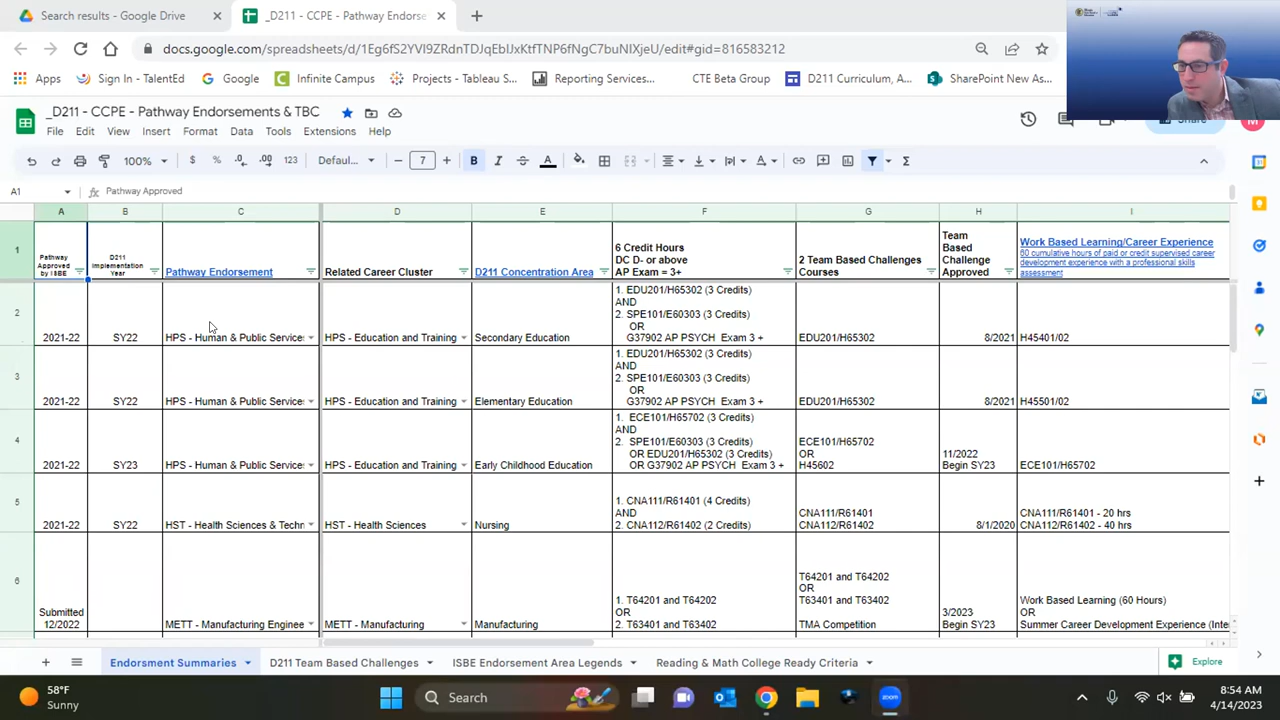 Search results - Google Drive
_D211 - CCPE - Pathway Endorse
docs.google.com/spreadsheets/d/1Eg6fS2YVI9ZRdnTDJqEbIJxKtfTNP6fNgC7buNIXjeU/edit#gid=816583212
Apps
Sign In - TalentEd
Google
Infinite Campus
Projects - Tableau S...
Reporting Services...
CTE Beta Group
D211 Curriculum, A...
SharePoint New As...
_D211 - CCPE - Pathway Endorsements & TBC
Share
M
File Edit View Insert Format Data Tools Extensions Help
100% $ % .0 .00 123 Defaul... 7 B I A
A1 Pathway Approved
A B C D E F G H I
1
Pathway
Approved
by ISBE
D211
Implementation
Year
Pathway Endorsement
Related Career Cluster
D211 Concentration Area
6 Credit Hours
DC D- or above
AP Exam = 3+
2 Team Based Challenges
Courses
Team
Based
Challenge
Approved
Work Based Learning/Career Experience
60 cumulative hours of paid or credit supervised career
development experience with a professional skills
assessment
2
2021-22
SY22
HPS - Human & Public Service:
HPS - Education and Training
Secondary Education
1. EDU201/H65302 (3 Credits)
AND
2. SPE101/E60303 (3 Credits)
OR
G37902 AP PSYCH Exam 3 +
EDU201/H65302
8/2021
H45401/02
3
2021-22
SY22
HPS - Human & Public Service:
HPS - Education and Training
Elementary Education
1. EDU201/H65302 (3 Credits)
AND
2. SPE101/E60303 (3 Credits)
OR
G37902 AP PSYCH Exam 3 +
EDU201/H65302
8/2021
H45501/02
4
2021-22
SY23
HPS - Human & Public Service:
HPS - Education and Training
Early Childhood Education
1. ECE101/H65702 (3 Credits)
AND
2. SPE101/E60303 (3 Credits)
OR EDU201/H65302 (3 Credits)
OR G37902 AP PSYCH Exam 3 +
ECE101/H65702
OR
H45602
11/2022
Begin SY23
ECE101/H65702
5
2021-22
SY22
HST - Health Sciences & Techn
HST - Health Sciences
Nursing
1. CNA111/R61401 (4 Credits)
AND
2. CNA112/R61402 (2 Credits)
CNA111/R61401
CNA112/R61402
8/1/2020
CNA111/R61401 - 20 hrs
CNA112/R61402 - 40 hrs
6
Submitted
12/2022
METT - Manufacturing Enginee
METT - Manufacturing
Manufacturing
1. T64201 and T64202
OR
2. T63401 and T63402
T64201 and T64202
OR
T63401 and T63402
TMA Competition
3/2023
Begin SY23
Work Based Learning (60 Hours)
OR
Summer Career Development Experience (Inte
Endorsment Summaries
D211 Team Based Challenges
ISBE Endorsement Area Legends
Reading & Math College Ready Criteria
Explore
58°F
Sunny
Search
zoom
8:54 AM
4/14/2023